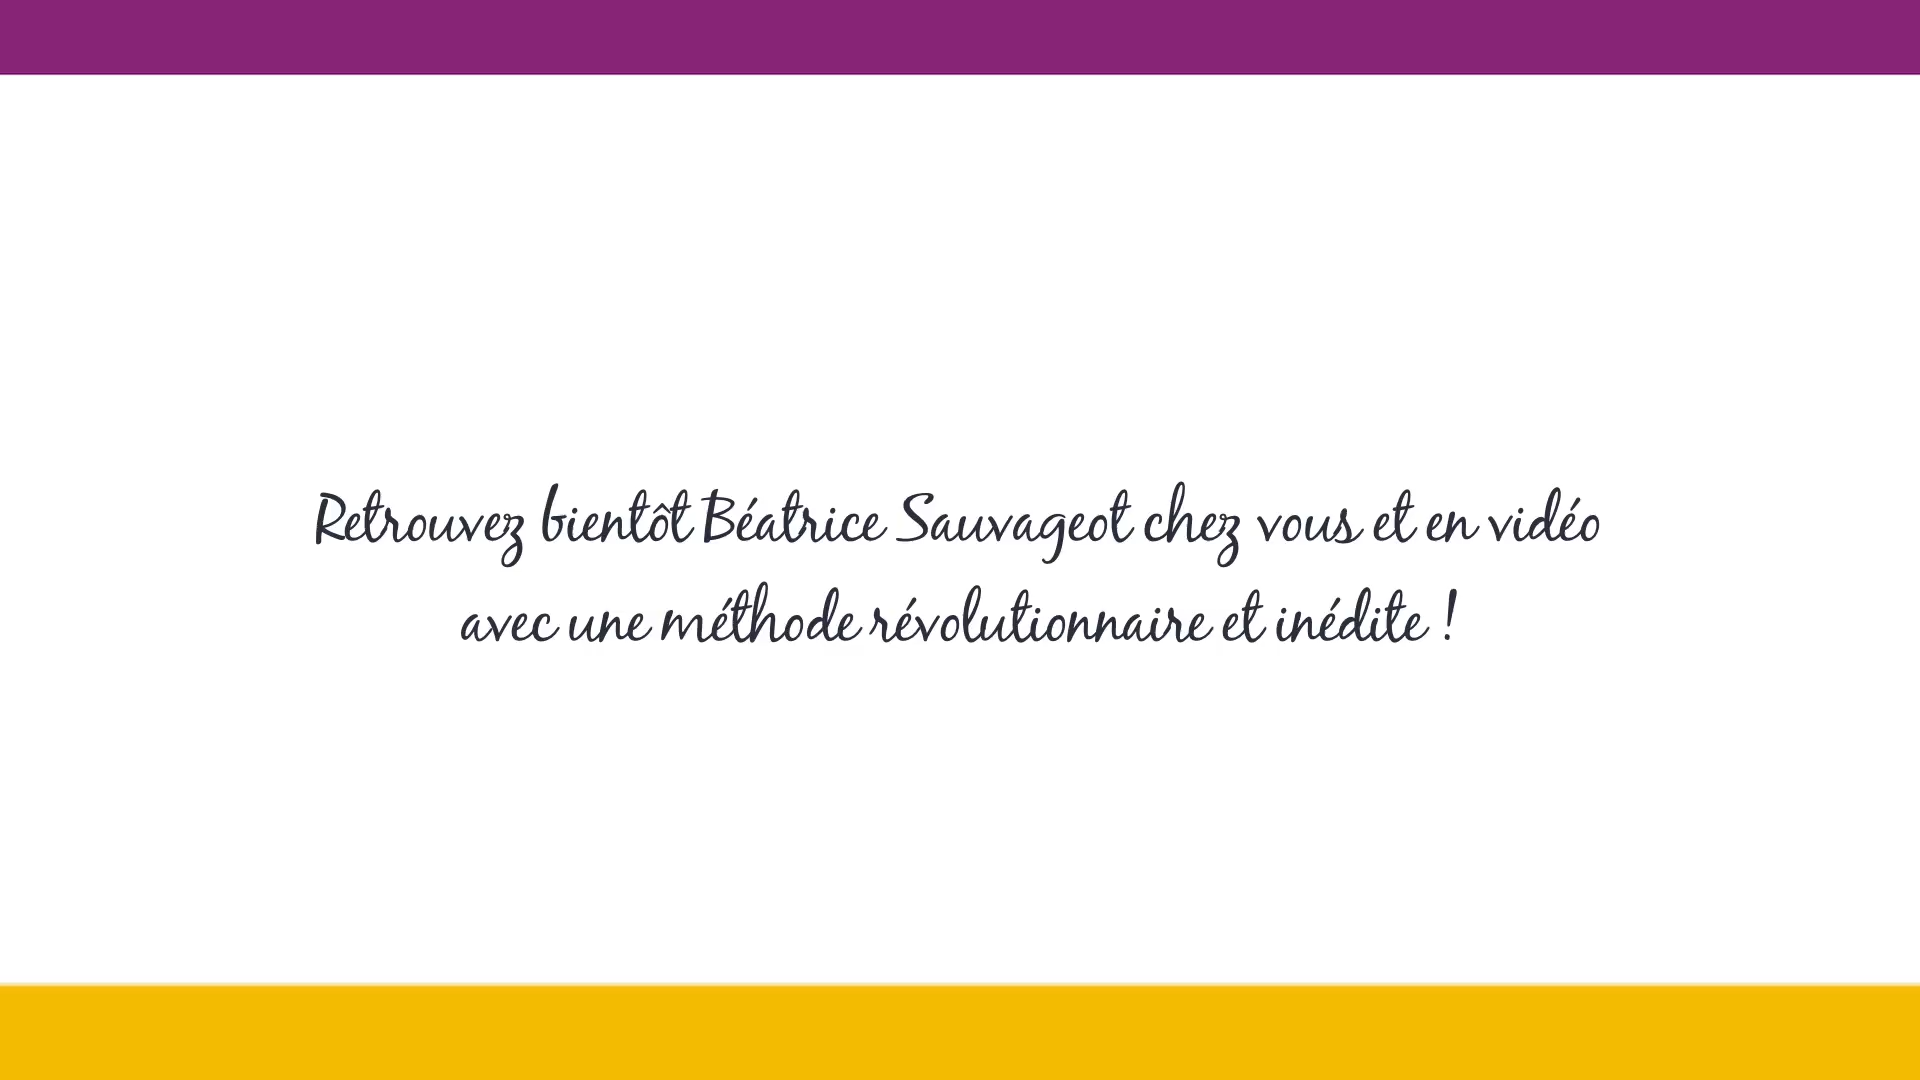 Retrouvez bientôt Béatrice Sauvageot chez vous et en vidéo
avec une méthode révolutionnaire et inédite !